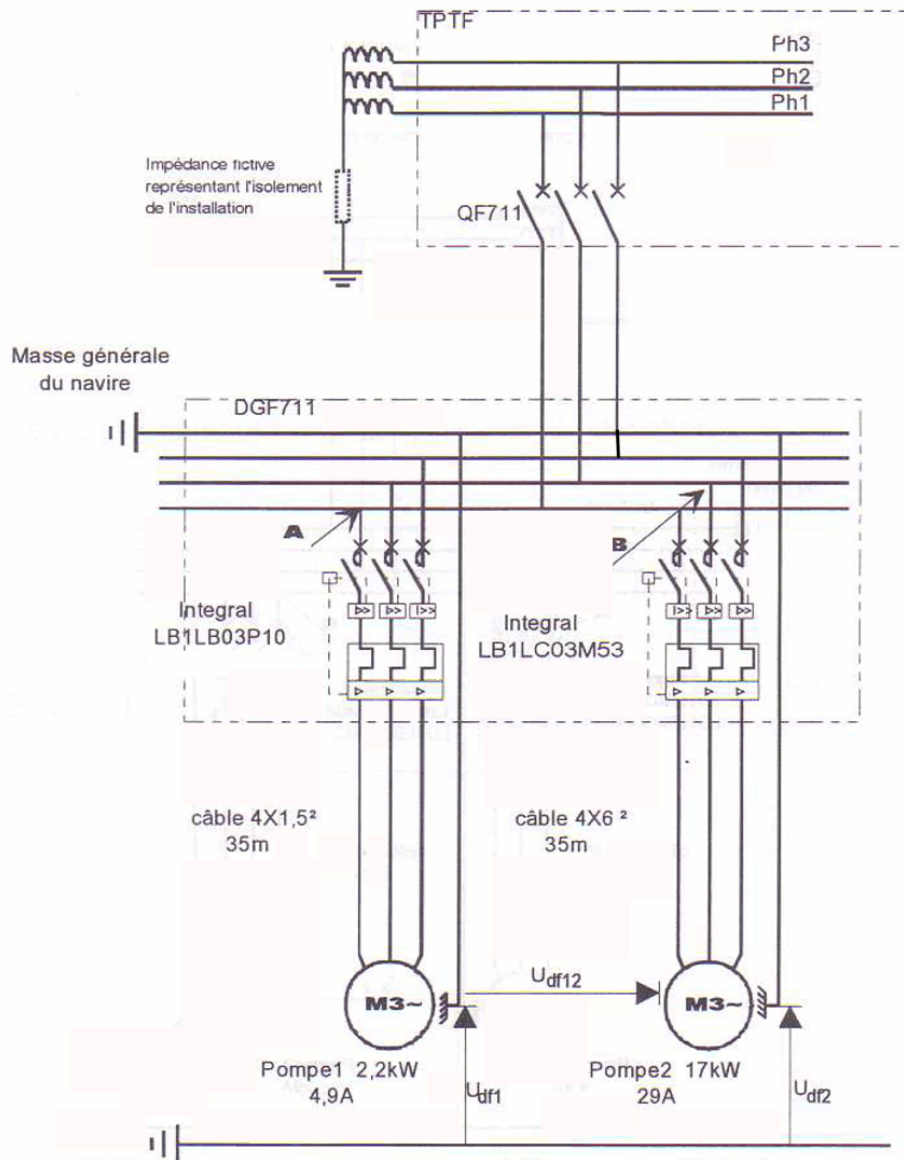 TPTF
Ph3
Ph2
Ph1
Impédance fictive
représentant l'isolement
de l'installation
QF711
Masse générale
du navire
DGF711
A
B
Integral
LB1LB03P10
Integral
LB1LC03M53
câble 4X1,5²
35m
câble 4X6 ²
35m
Udf12
M3~
M3~
Pompe1 2,2kW
4,9A
Udf1
Pompe2 17kW
29A
Udf2